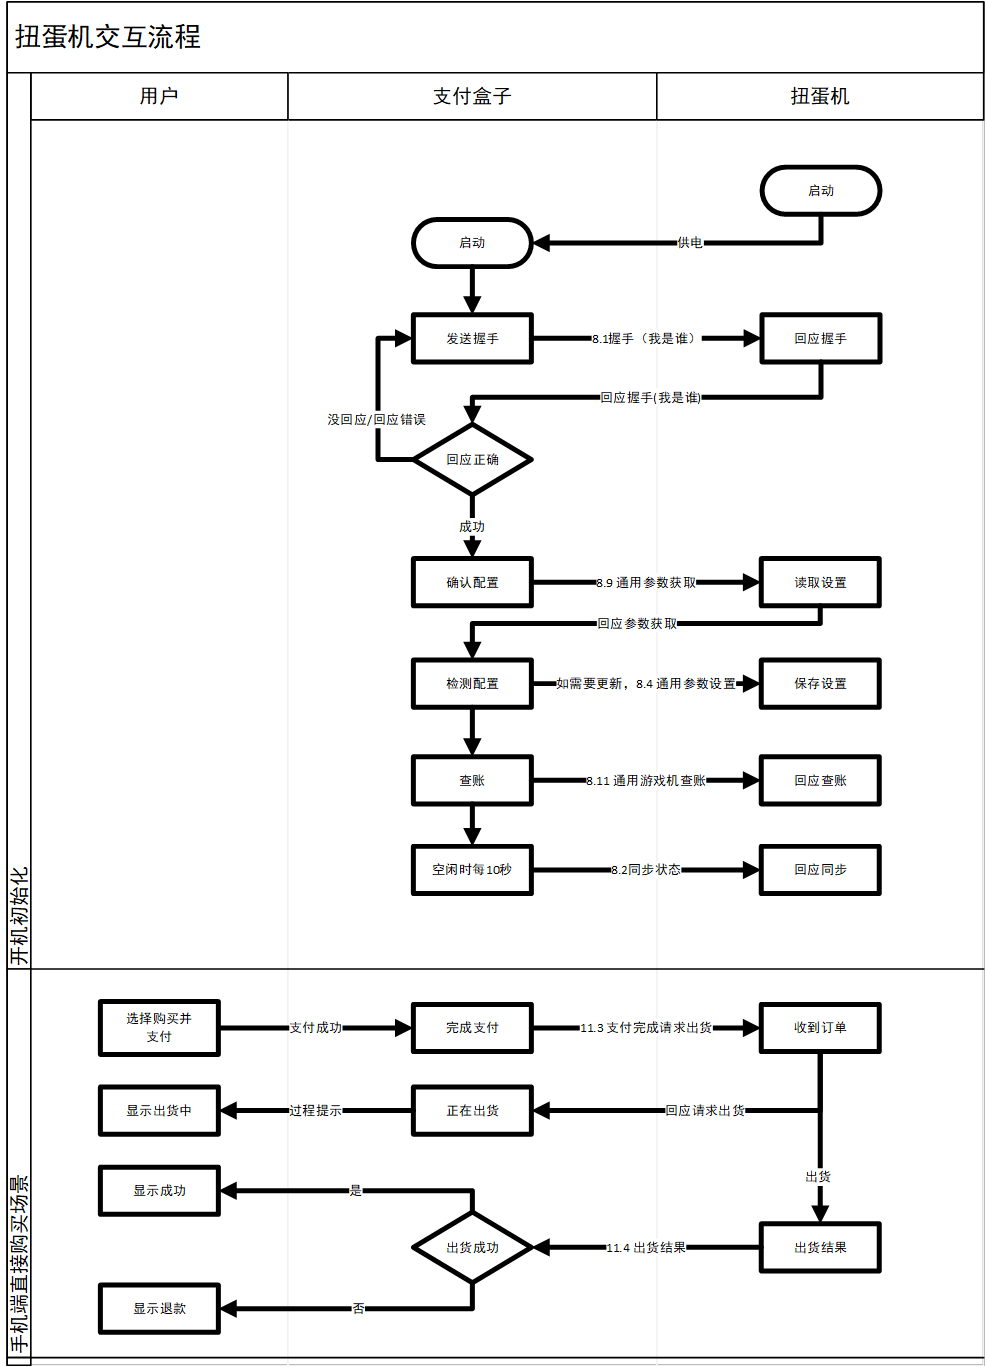 扭蛋机交互流程
用户
支付盒子
扭蛋机
开机初始化
启动
启动
供电
发送握手
8.1握手（我是谁）
回应握手
回应握手(我是谁)
没回应/回应错误
回应正确
成功
确认配置
8.9 通用参数获取
读取设置
回应参数获取
检测配置
如需要更新，8.4 通用参数设置
保存设置
查账
8.11 通用游戏机查账
回应查账
空闲时每10秒
8.2同步状态
回应同步
手机端直接购买场景
选择购买并
支付
支付成功
完成支付
11.3 支付完成请求出货
收到订单
显示出货中
过程提示
正在出货
回应请求出货
出货
显示成功
是
出货成功
11.4 出货结果
出货结果
显示退款
否